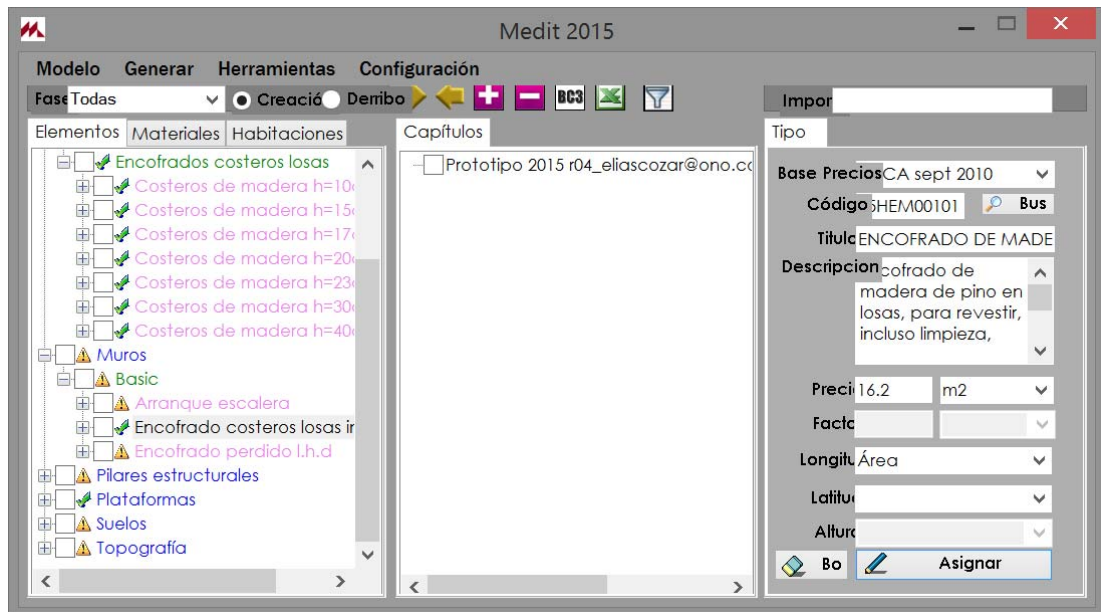 Medit 2015
Modelo Generar Herramientas Configuración
Fase Todas Creació Derribo BC3 Impor
Elementos Materiales Habitaciones Capítulos Tipo
Encofrados costeros losas
Costeros de madera h=10
Costeros de madera h=15
Costeros de madera h=17
Costeros de madera h=20
Costeros de madera h=23
Costeros de madera h=30
Costeros de madera h=40
Muros
Basic
Arranque escalera
Encofrado costeros losas ir
Encofrado perdido l.h.d
Pilares estructurales
Plataformas
Suelos
Topografía
Prototipo 2015 r04_eliascozar@ono.co
Base Precios CA sept 2010
Código HEM00101 Bus
Titulo ENCOFRADO DE MADE
Descripcion cofrado de
madera de pino en
losas, para revestir,
incluso limpieza,
Preci 16.2 m2
Facto
Longitu Área
Latitu
Altura
Bo Asignar